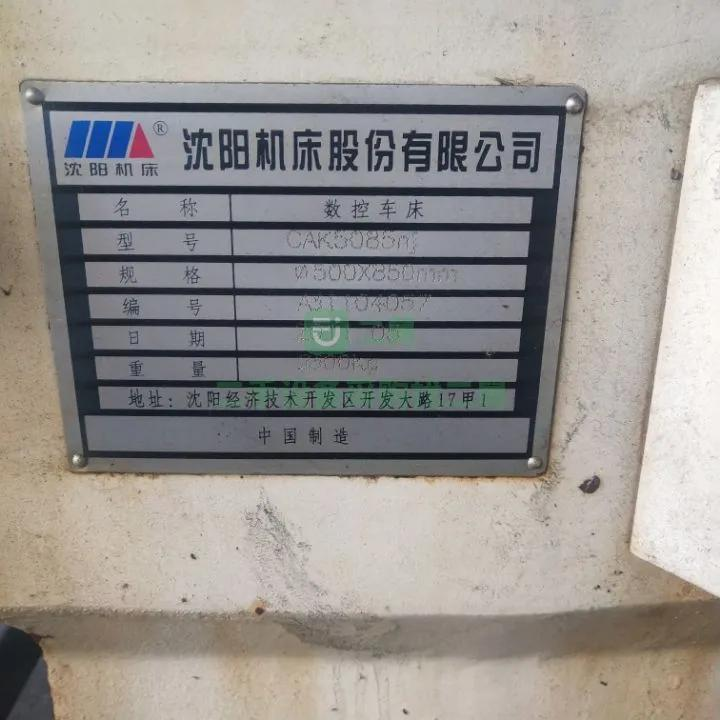 沈阳机床® 沈阳机床股份有限公司
名 称 数控车床
型 号 CAK5085nj
规 格 ø500X850mm
编 号
日 期
重 量
地址: 沈阳经济技术开发区开发大路17甲1
中国制造